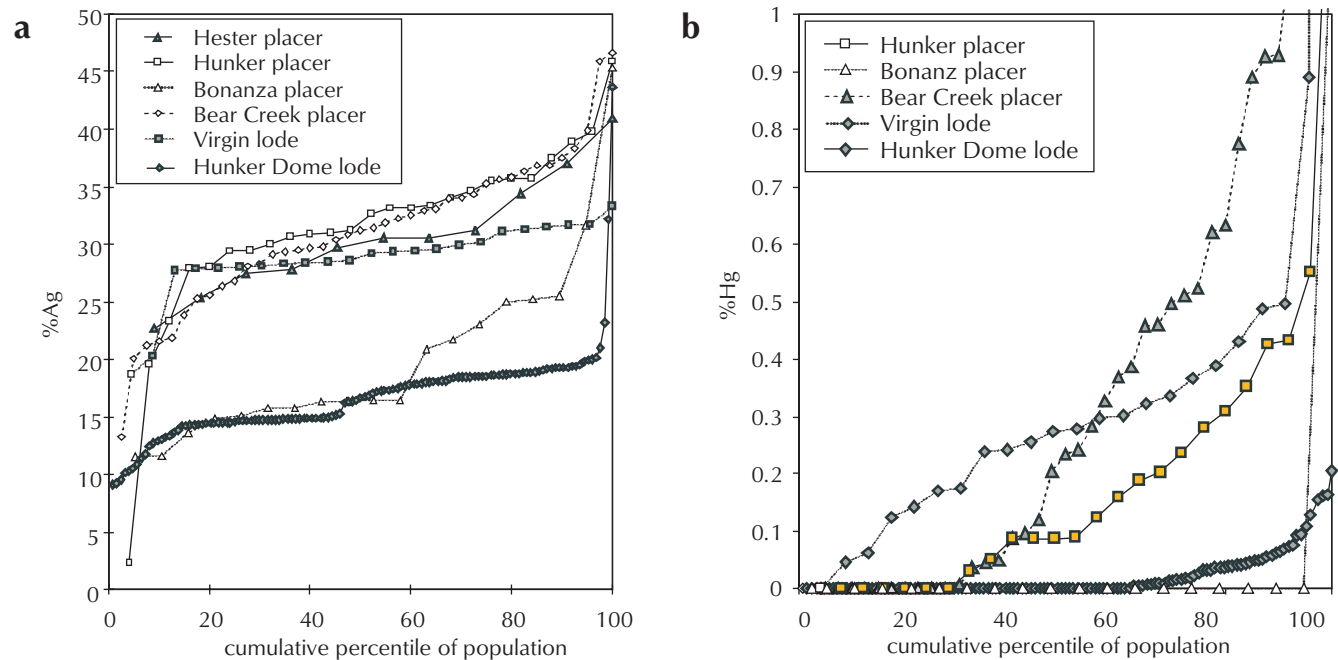 a
50
45
40
35
30
25
20
15
10
5
0
%Ag
Hester placer
Hunker placer
Bonanza placer
Bear Creek placer
Virgin lode
Hunker Dome lode
0 20 40 60 80 100
cumulative percentile of population
b
1
0.9
0.8
0.7
0.6
0.5
0.4
0.3
0.2
0.1
0
%Hg
Hunker placer
Bonanz placer
Bear Creek placer
Virgin lode
Hunker Dome lode
0 20 40 60 80 100
cumulative percentile of population